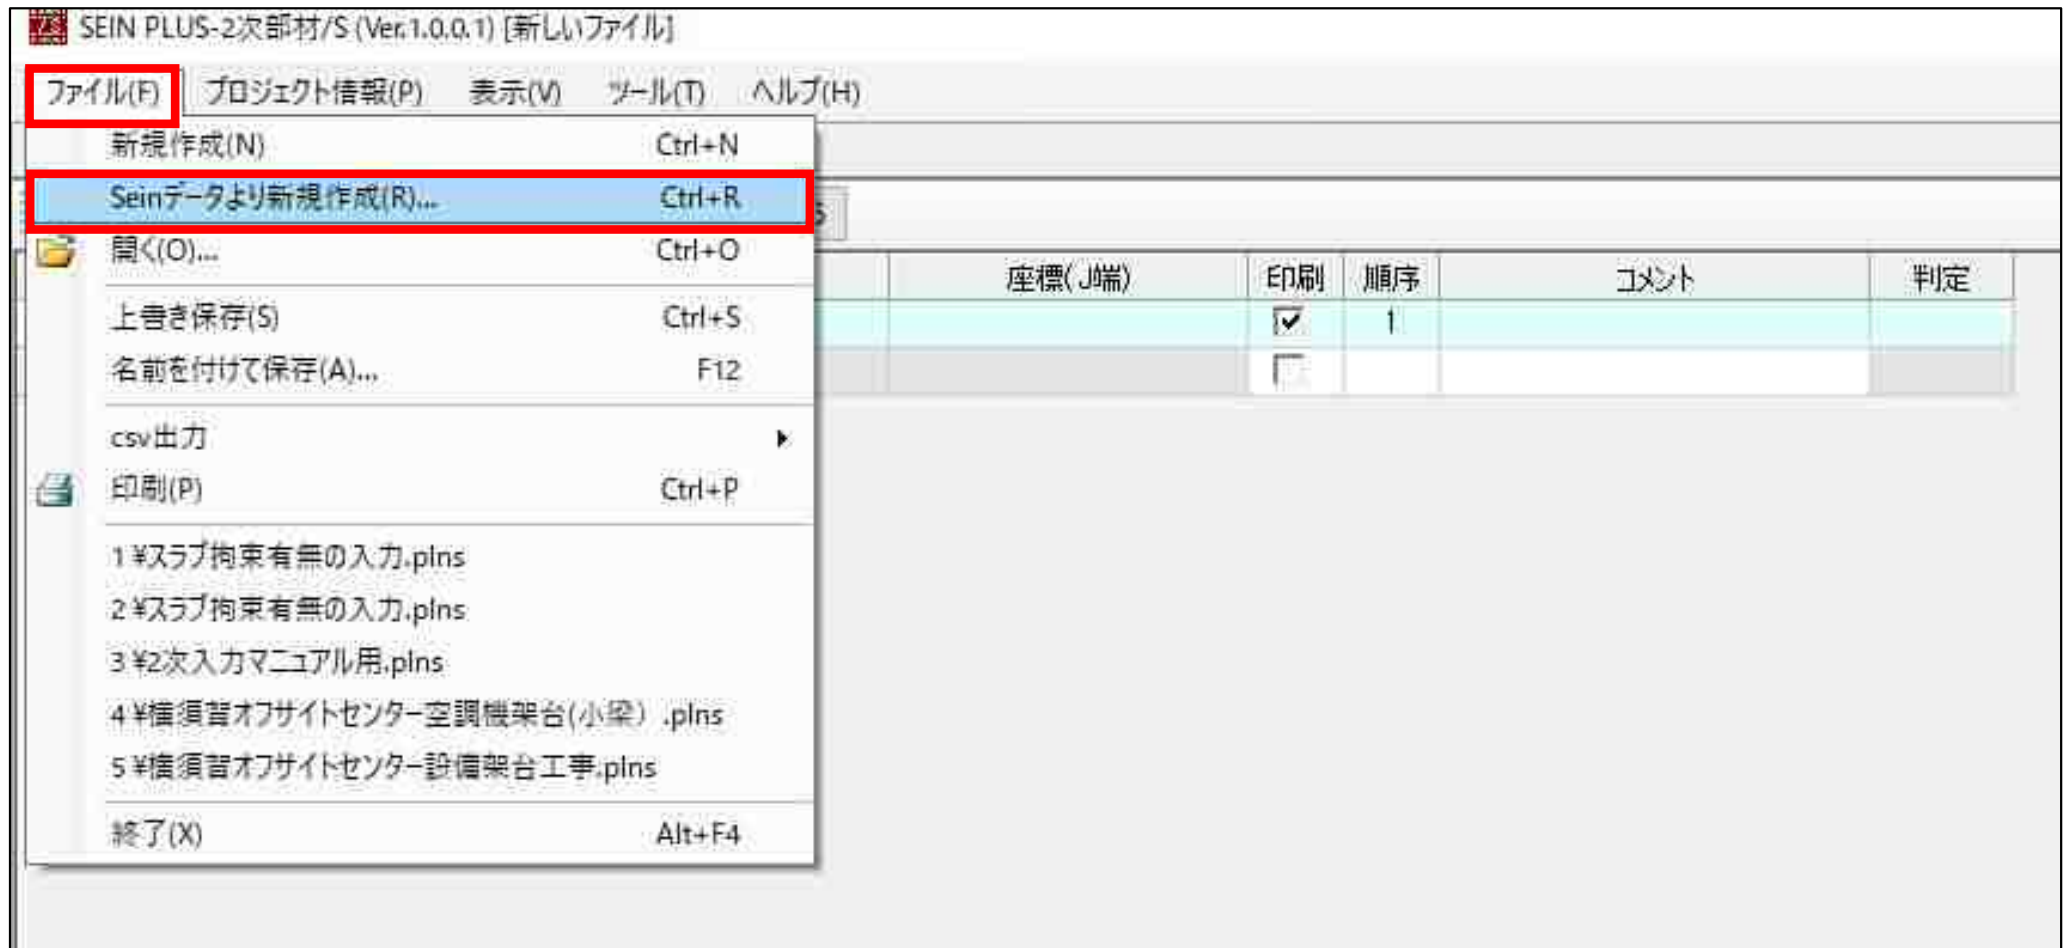 SEIN PLUS-2次部材/S (Ver.1.0.0.1) [新しいファイル]
ファイル(F) プロジェクト情報(P) 表示(V) ツール(T) ヘルプ(H)
新規作成(N) Ctrl+N
Seinデータより新規作成(R)... Ctrl+R
開く(O)... Ctrl+O
座標(J端) 印刷 順序 コメント 判定
上書き保存(S) Ctrl+S
1
名前を付けて保存(A)... F12
csv出力
印刷(P) Ctrl+P
1 ¥スラブ拘束有無の入力.plns
2 ¥スラブ拘束有無の入力.plns
3 ¥2次入力マニュアル用.plns
4 ¥横須賀オフサイトセンター空調機架台(小梁）.plns
5 ¥横須賀オフサイトセンター設備架台工事.plns
終了(X) Alt+F4